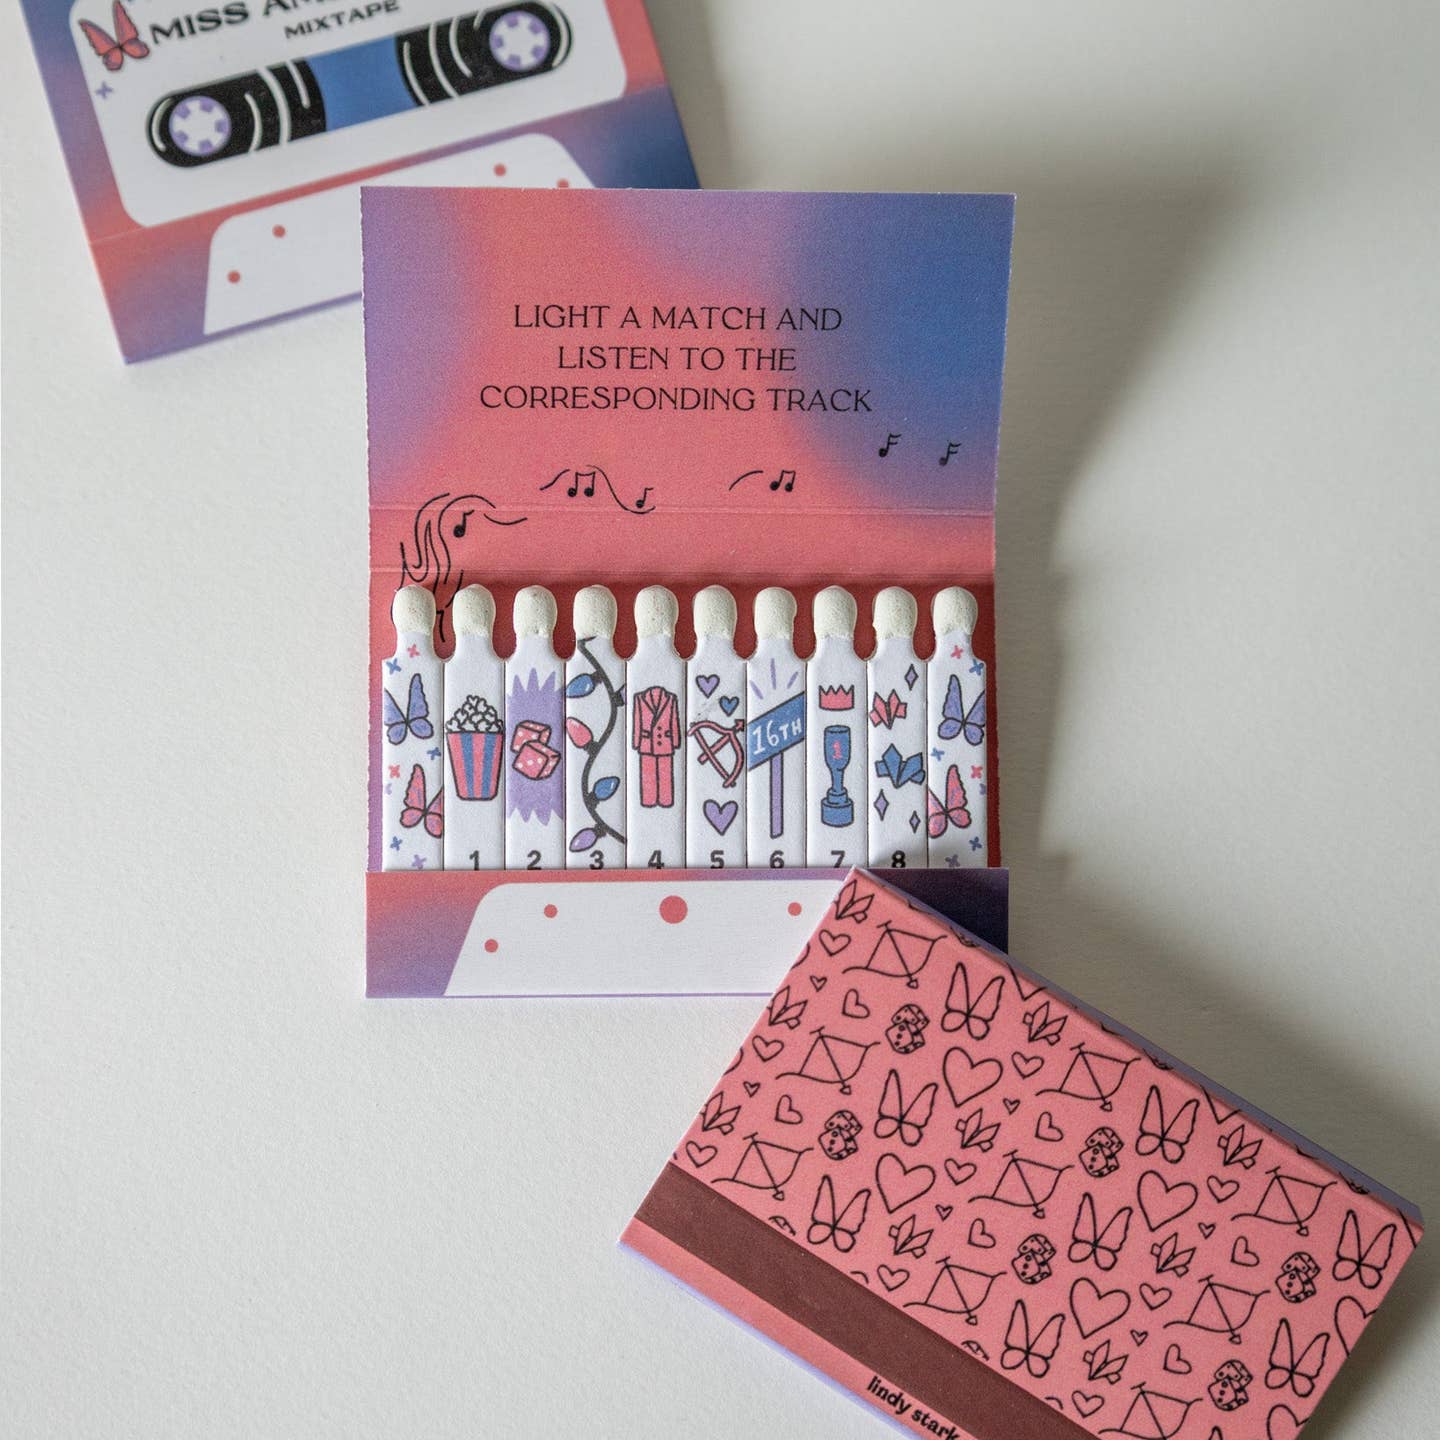 MISS
MIXTAPE
LIGHT A MATCH AND
LISTEN TO THE
CORRESPONDING TRACK
16TH
1
1 2 3 4 5 6 7 8
lindy stark